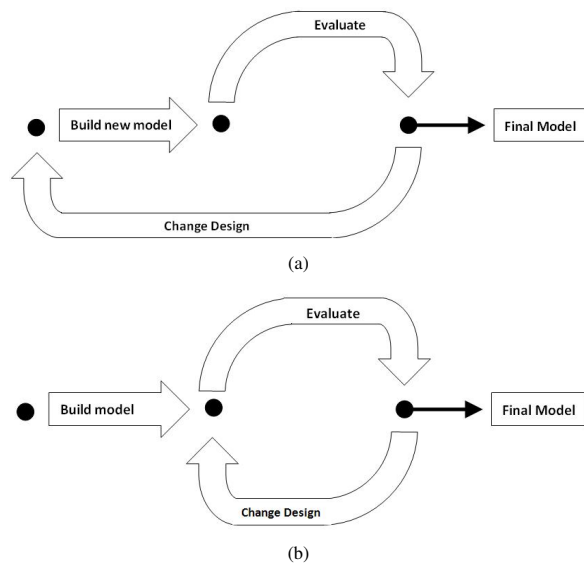 Evaluate
Build new model
Final Model
Change Design
(a)
Evaluate
Build model
Final Model
Change Design
(b)